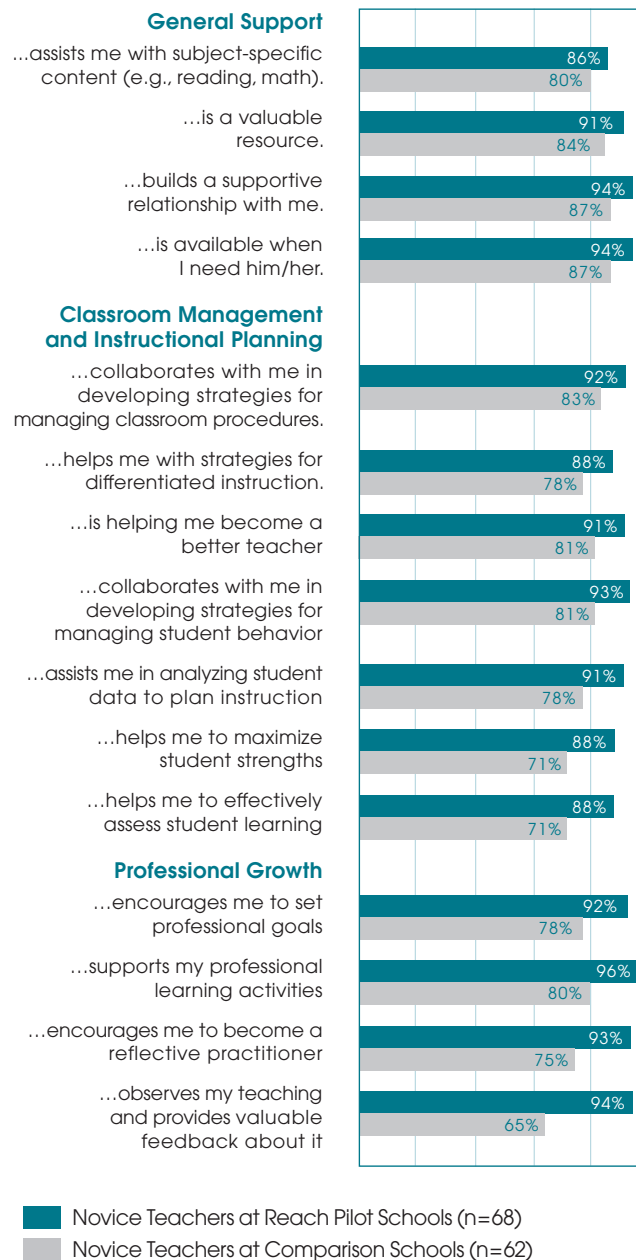 General Support
...assists me with subject-specific
content (e.g., reading, math).
86%
80%
...is a valuable
resource.
91%
84%
...builds a supportive
relationship with me.
94%
87%
...is available when
I need him/her.
94%
87%
Classroom Management
and Instructional Planning
...collaborates with me in
developing strategies for
managing classroom procedures.
92%
83%
...helps me with strategies for
differentiated instruction.
88%
78%
...is helping me become a
better teacher
91%
81%
...collaborates with me in
developing strategies for
managing student behavior
93%
81%
...assists me in analyzing student
data to plan instruction
91%
78%
...helps me to maximize
student strengths
88%
71%
...helps me to effectively
assess student learning
88%
71%
Professional Growth
...encourages me to set
professional goals
92%
78%
...supports my professional
learning activities
96%
80%
...encourages me to become a
reflective practitioner
93%
75%
...observes my teaching
and provides valuable
feedback about it
94%
65%
Novice Teachers at Reach Pilot Schools (n=68)
Novice Teachers at Comparison Schools (n=62)